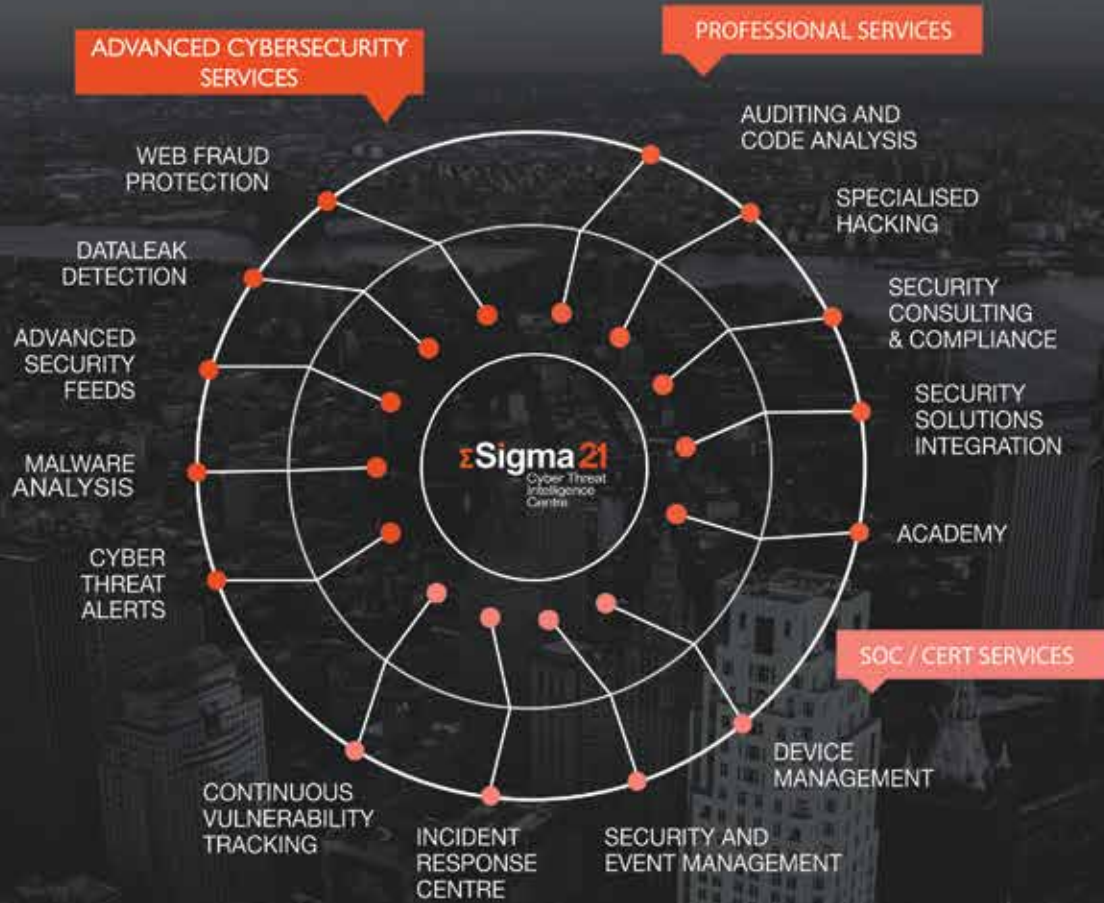 ADVANCED CYBERSECURITY
SERVICES
PROFESSIONAL SERVICES
WEB FRAUD
PROTECTION
DATALEAK
DETECTION
ADVANCED
SECURITY
FEEDS
MALWARE
ANALYSIS
CYBER
THREAT
ALERTS
AUDITING AND
CODE ANALYSIS
SPECIALISED
HACKING
SECURITY
CONSULTING
& COMPLIANCE
SECURITY
SOLUTIONS
INTEGRATION
ACADEMY
ΣSigma 21
Cyber Threat
Intelligence
Centre
SOC / CERT SERVICES
DEVICE
MANAGEMENT
SECURITY AND
EVENT MANAGEMENT
INCIDENT
RESPONSE
CENTRE
CONTINUOUS
VULNERABILITY
TRACKING